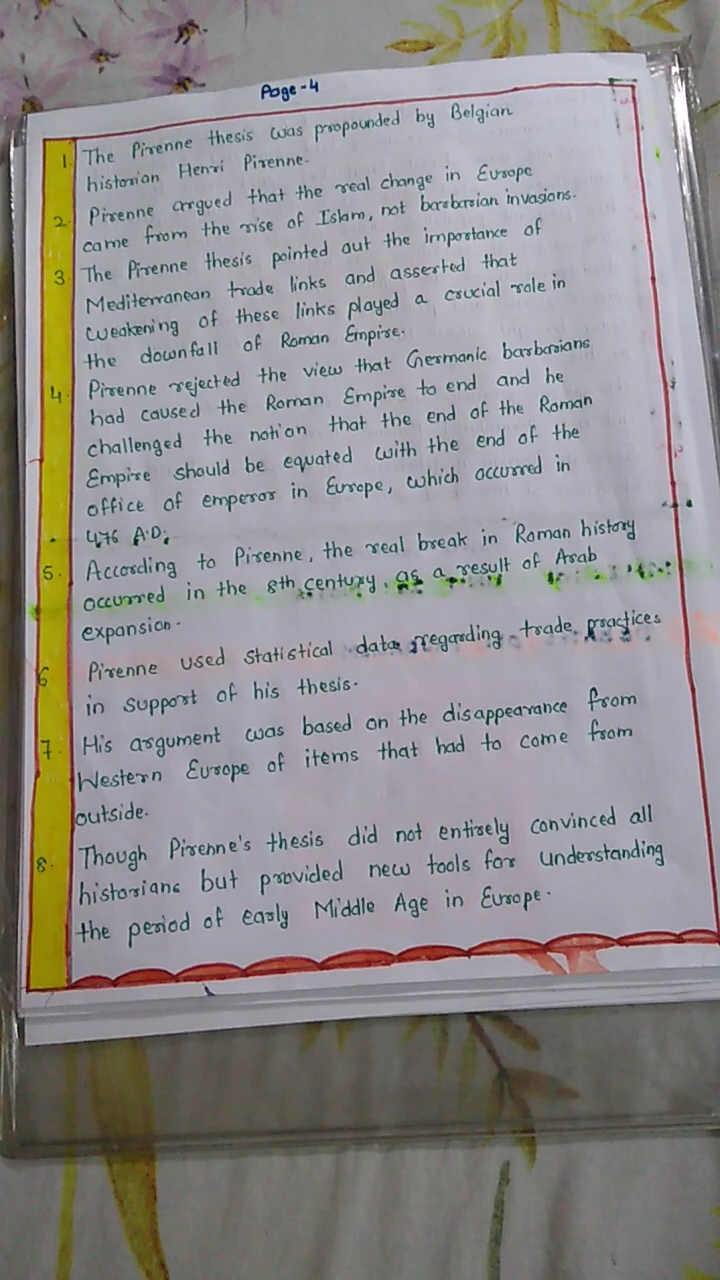 Page-4
1. The Pirenne thesis was propounded by Belgian
historian Henri Pirenne.
2. Pirenne argued that the real change in Europe
came from the rise of Islam, not barbarian invasions.
3. The Pirenne thesis pointed out the importance of
Mediterranean trade links and asserted that
weakening of these links played a crucial role in
the downfall of Roman Empire.
4. Pirenne rejected the view that Germanic barbarians
had caused the Roman Empire to end and he
challenged the notion that the end of the Roman
Empire should be equated with the end of the
office of emperor in Europe, which occurred in
476 A.D.
5. According to Pirenne, the real break in Roman history
occurred in the 8th century, as a result of Arab
expansion.
6 Pirenne used statistical data regarding trade practices
in support of his thesis.
7. His argument was based on the disappearance from
Western Europe of items that had to come from
outside.
8. Though Pirenne's thesis did not entirely convinced all
historians but provided new tools for understanding
the period of early Middle Age in Europe.